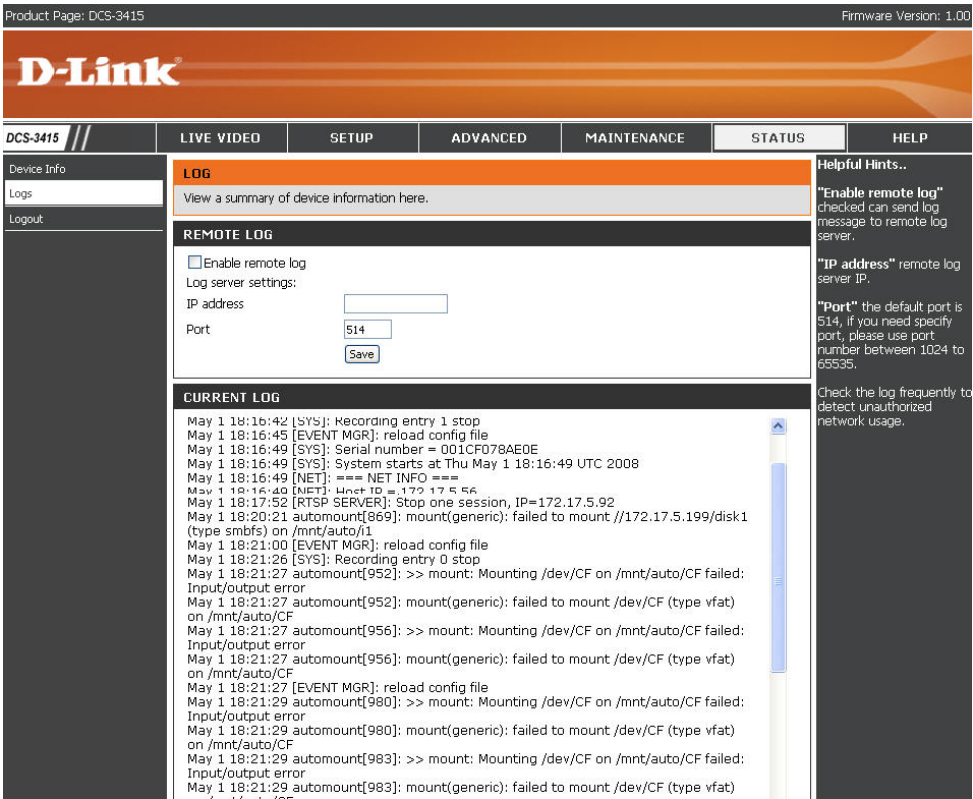 Product Page: DCS-3415
Firmware Version: 1.00
D-Link®
DCS-3415
LIVE VIDEO
SETUP
ADVANCED
MAINTENANCE
STATUS
HELP
Device Info
Logs
Logout
LOG
View a summary of device information here.
REMOTE LOG
Enable remote log
Log server settings:
IP address
Port
514
Save
CURRENT LOG
May 1 18:16:42 [SYS]: Recording entry 1 stop
May 1 18:16:45 [EVENT MGR]: reload config file
May 1 18:16:49 [SYS]: Serial number = 001CF078AE0E
May 1 18:16:49 [SYS]: System starts at Thu May 1 18:16:49 UTC 2008
May 1 18:16:49 [NET]: === NET INFO ===
May 1 18:16:49 [NET]: Host IP = 172.17.5.56
May 1 18:17:52 [RTSP SERVER]: Stop one session, IP=172.17.5.92
May 1 18:20:21 automount[869]: mount(generic): failed to mount //172.17.5.199/disk1
(type smbfs) on /mnt/auto/i1
May 1 18:21:00 [EVENT MGR]: reload config file
May 1 18:21:26 [SYS]: Recording entry 0 stop
May 1 18:21:27 automount[952]: >> mount: Mounting /dev/CF on /mnt/auto/CF failed:
Input/output error
May 1 18:21:27 automount[952]: mount(generic): failed to mount /dev/CF (type vfat)
on /mnt/auto/CF
May 1 18:21:27 automount[956]: >> mount: Mounting /dev/CF on /mnt/auto/CF failed:
Input/output error
May 1 18:21:27 automount[956]: mount(generic): failed to mount /dev/CF (type vfat)
on /mnt/auto/CF
May 1 18:21:27 [EVENT MGR]: reload config file
May 1 18:21:29 automount[980]: >> mount: Mounting /dev/CF on /mnt/auto/CF failed:
Input/output error
May 1 18:21:29 automount[980]: mount(generic): failed to mount /dev/CF (type vfat)
on /mnt/auto/CF
May 1 18:21:29 automount[983]: >> mount: Mounting /dev/CF on /mnt/auto/CF failed:
Input/output error
May 1 18:21:29 automount[983]: mount(generic): failed to mount /dev/CF (type vfat)
Helpful Hints..
"Enable remote log"
checked can send log
message to remote log
server.
"IP address" remote log
server IP.
"Port" the default port is
514, if you need specify
port, please use port
number between 1024 to
65535.
Check the log frequently to
detect unauthorized
network usage.